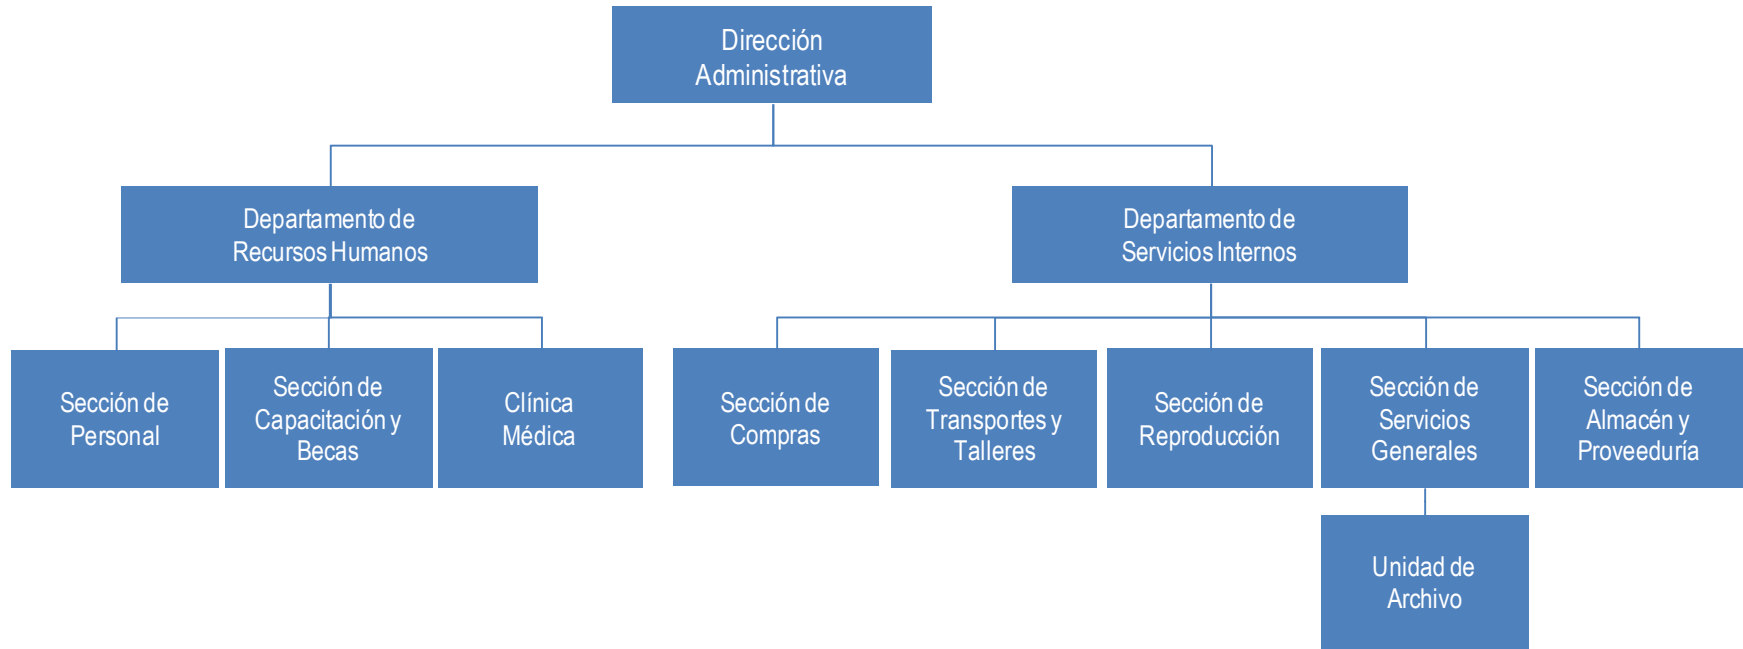 Dirección
Administrativa
Departamento de
Recursos Humanos
Departamento de
Servicios Internos
Sección de
Personal
Sección de
Capacitación y
Becas
Clínica
Médica
Sección de
Compras
Sección de
Transportes y
Talleres
Sección de
Reproducción
Sección de
Servicios
Generales
Sección de
Almacén y
Proveeduría
Unidad de
Archivo